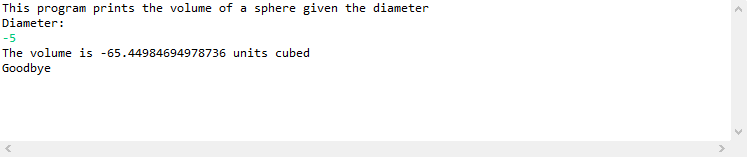 This program prints the volume of a sphere given the diameter
Diameter:
-5
The volume is -65.44984694978736 units cubed
Goodbye